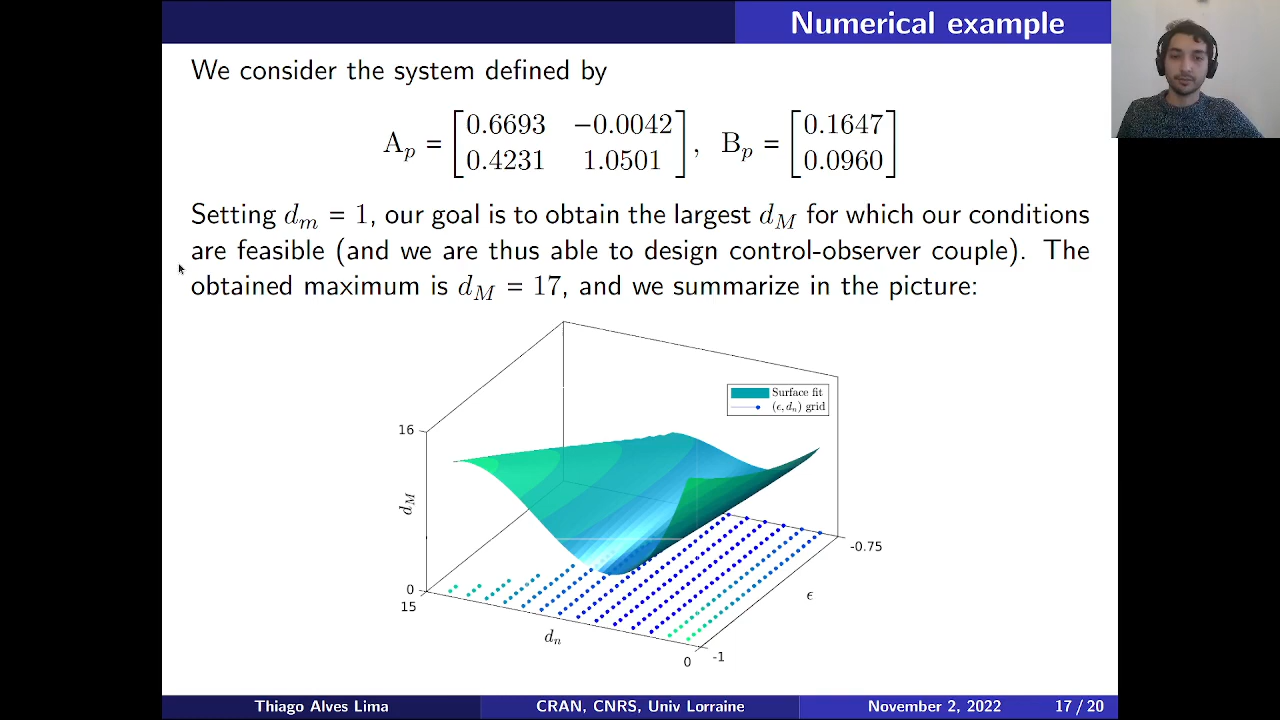 Numerical example
We consider the system defined by
A_p = [0.6693 −0.0042; 0.4231 1.0501], B_p = [0.1647; 0.0960]
Setting d_m = 1, our goal is to obtain the largest d_M for which our conditions
are feasible (and we are thus able to design control-observer couple). The
obtained maximum is d_M = 17, and we summarize in the picture:
Surface fit
(ϵ, d_n) grid
16
d_M
0
15
d_n
0
-1
ϵ
-0.75
Thiago Alves Lima CRAN, CNRS, Univ Lorraine November 2, 2022 17 / 20